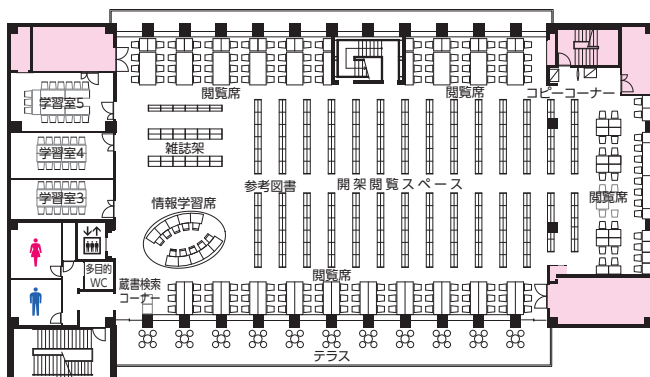 閲覧席
閲覧席
コピーコーナー
学習室5
雑誌架
学習室4
参考図書
開架閲覧スペース
学習室3
情報学習席
閲覧席
多目的
WC
閲覧席
蔵書検索
コーナー
テラス